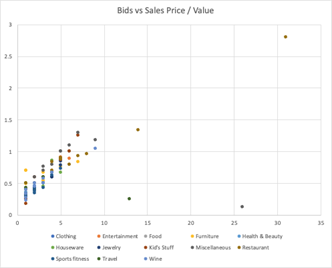 Bids vs Sales Price / Value
3
2.5
2
1.5
1
0.5
0
0 5 10 15 20 25 30 35
Clothing Entertainment Food Furniture Health & Beauty
Houseware Jewelry Kid's Stuff Miscellaneous Restaurant
Sports fitness Travel Wine